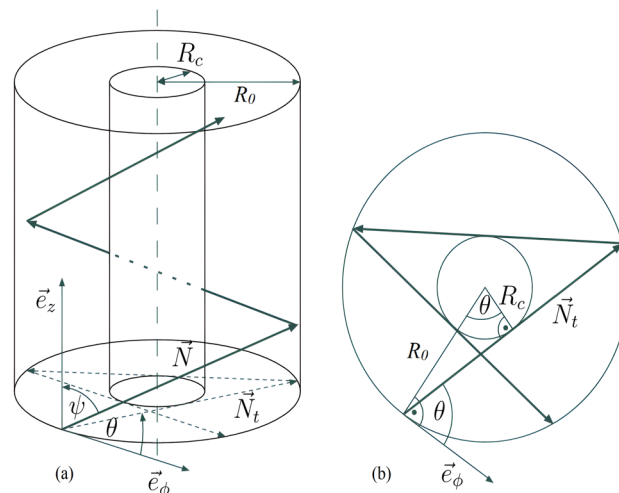 R_c
R_0
\vec{e}_z
\vec{N}
ψ
\vec{N}_t
θ
(a)
\vec{e}_ϕ
θ
R_c
\vec{N}_t
R_0
θ
(b)
\vec{e}_ϕ